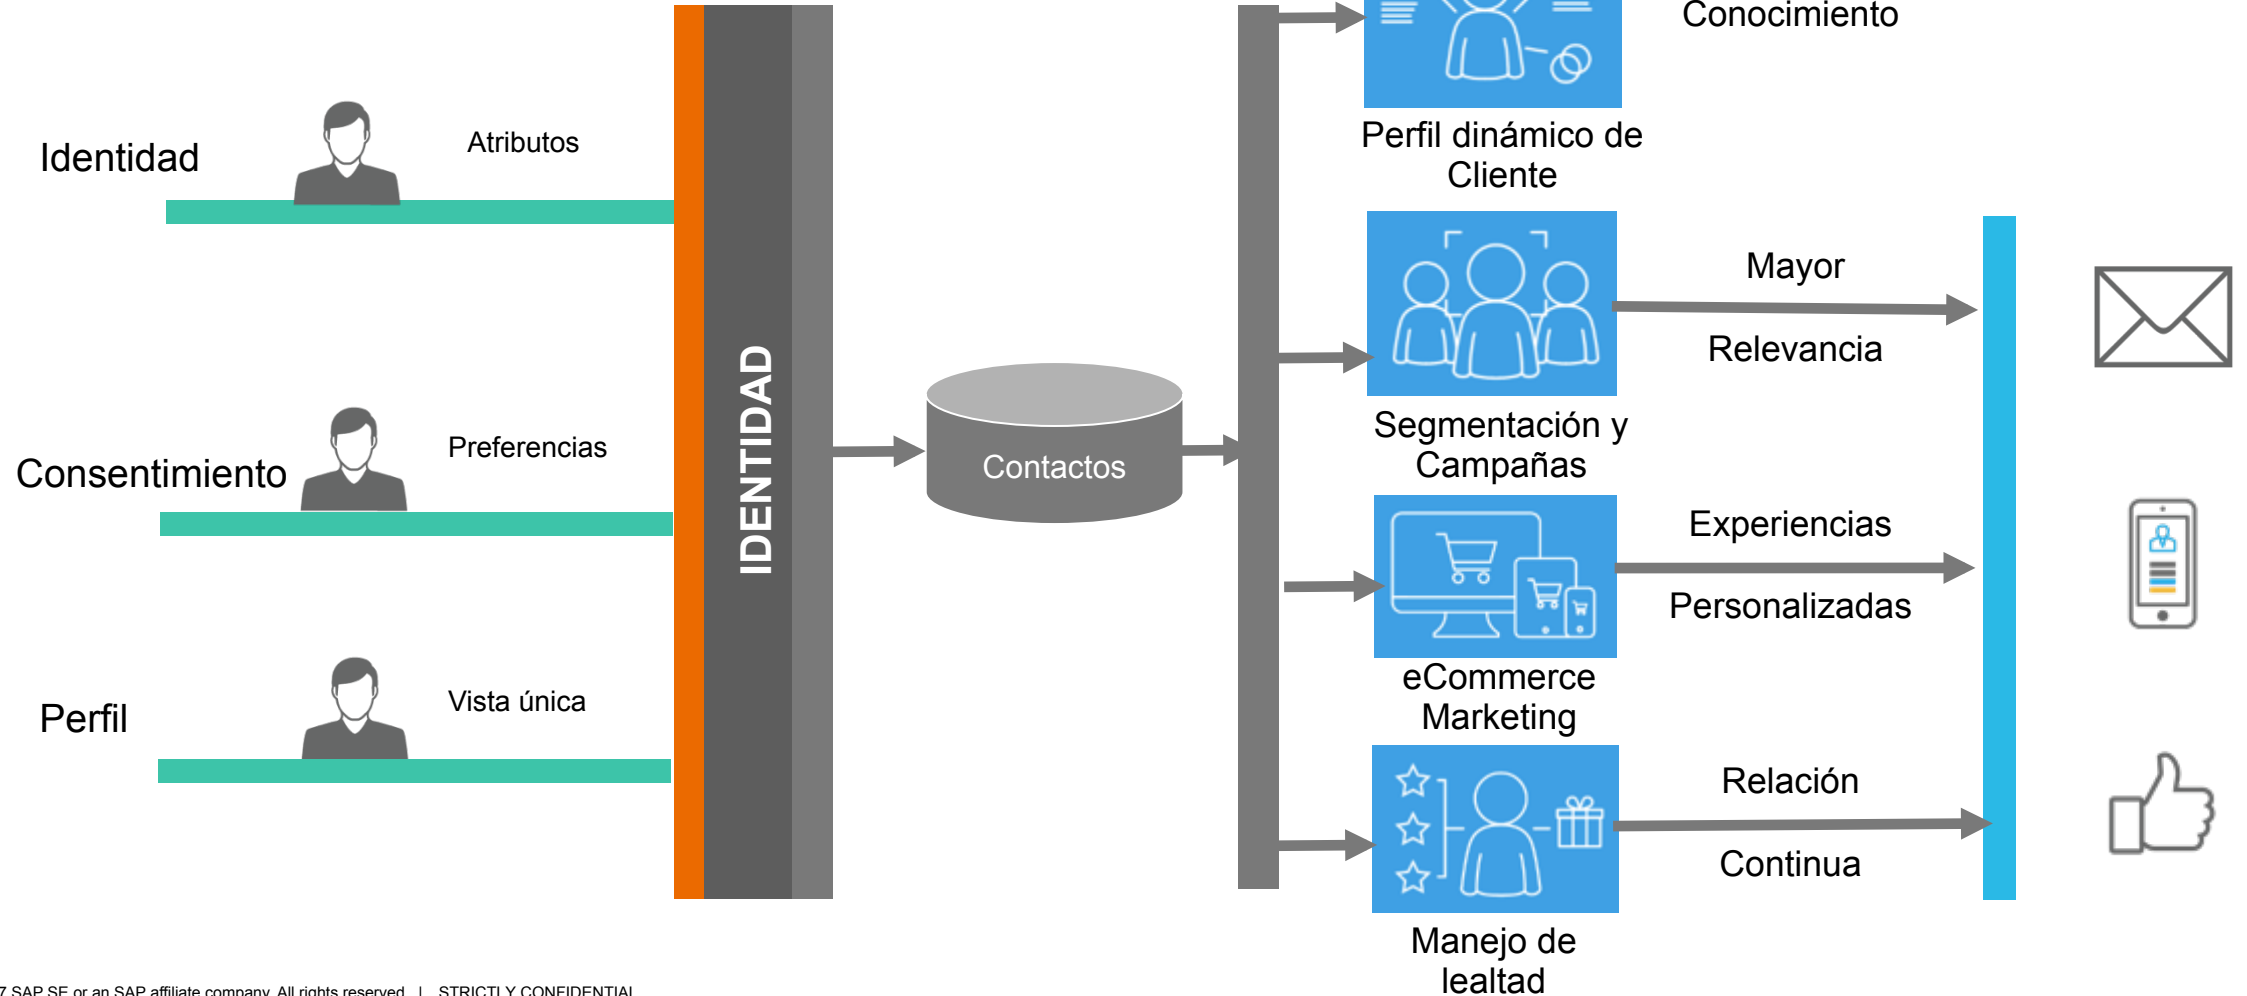 Conocimiento
Identidad
Atributos
Perfil dinámico de
Cliente
Mayor
Relevancia
IDENTIDAD
Contactos
Segmentación y
Campañas
Consentimiento
Preferencias
Experiencias
Personalizadas
eCommerce
Marketing
Perfil
Vista única
Relación
Continua
Manejo de
lealtad
7 SAP SE or an SAP affiliate company. All rights reserved. | STRICTLY CONFIDENTIAL